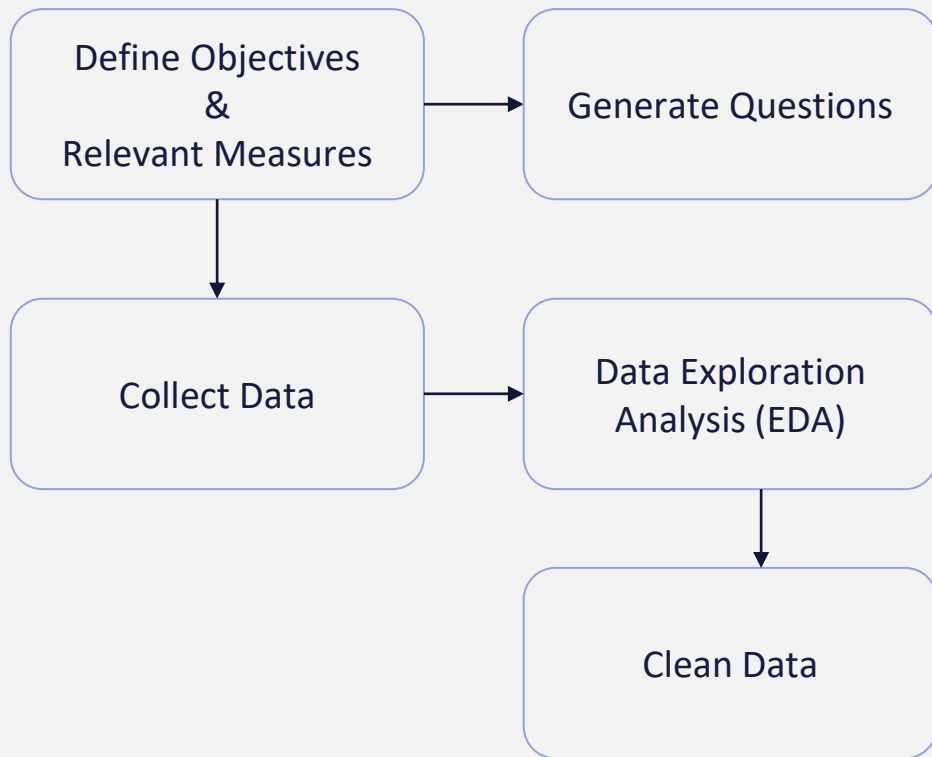 Define Objectives
&
Relevant Measures
Generate Questions
Collect Data
Data Exploration
Analysis (EDA)
Clean Data